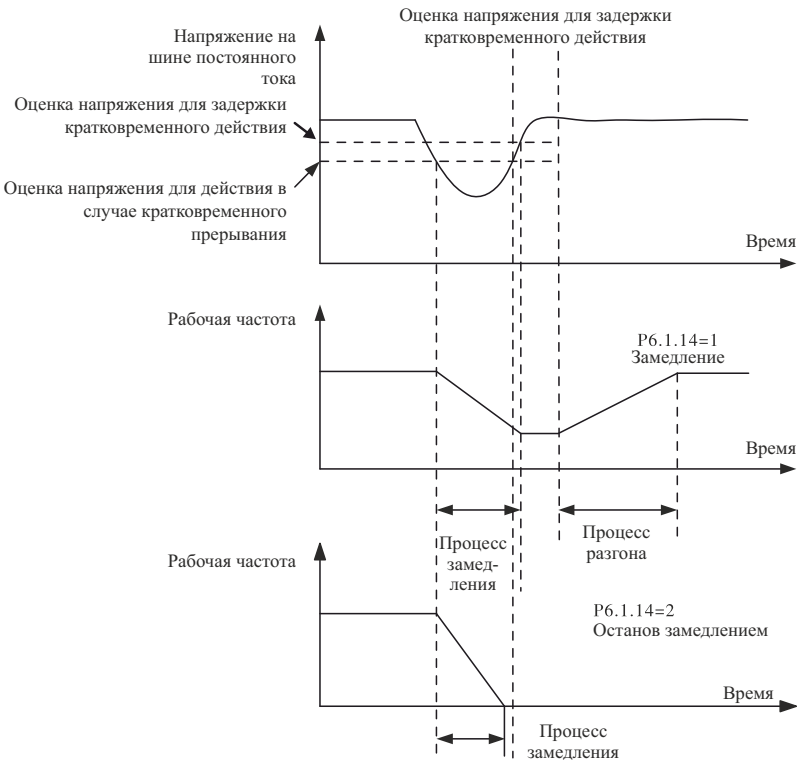 Оценка напряжения для задержки
кратковременного действия
Напряжение на
шине постоянного
тока
Оценка напряжения для задержки
кратковременного действия
Оценка напряжения для действия в
случае кратковременного
прерывания
Время
Рабочая частота
P6.1.14=1
Замедление
Время
Процесс
замед-
ления
Процесс
разгона
Рабочая частота
P6.1.14=2
Останов замедлением
Время
Процесс
замедления